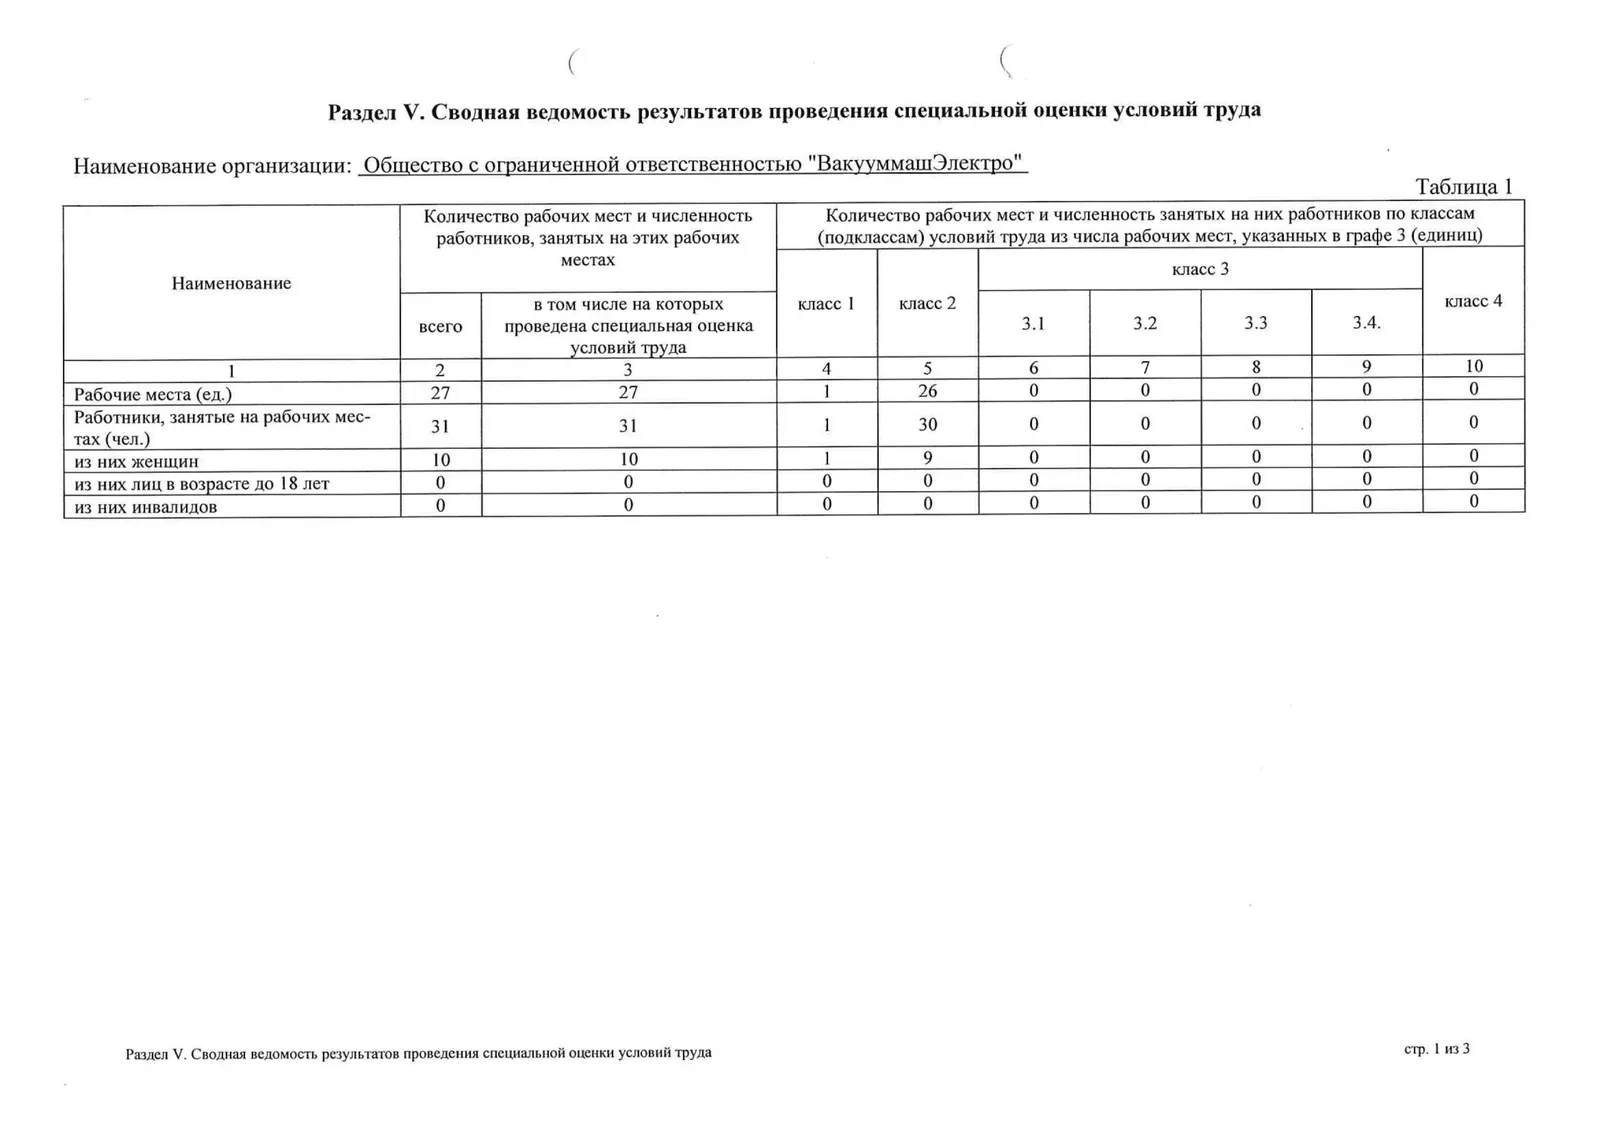 Раздел V. Сводная ведомость результатов проведения специальной оценки условий труда
Наименование организации: Общество с ограниченной ответственностью "ВакууммашЭлектро"
Таблица 1
Наименование
Количество рабочих мест и численность
работников, занятых на этих рабочих
местах
Количество рабочих мест и численность занятых на них работников по классам
(подклассам) условий труда из числа рабочих мест, указанных в графе 3 (единиц)
всего
в том числе на которых
проведена специальная оценка
условий труда
класс 1
класс 2
класс 3
3.1
3.2
3.3
3.4.
класс 4
1 2 3 4 5 6 7 8 9 10
Рабочие места (ед.) 27 27 1 26 0 0 0 0 0
Работники, занятые на рабочих мес-
тах (чел.) 31 31 1 30 0 0 0 0 0
из них женщин 10 10 1 9 0 0 0 0 0
из них лиц в возрасте до 18 лет 0 0 0 0 0 0 0 0 0
из них инвалидов 0 0 0 0 0 0 0 0 0
Раздел V. Сводная ведомость результатов проведения специальной оценки условий труда
стр. 1 из 3